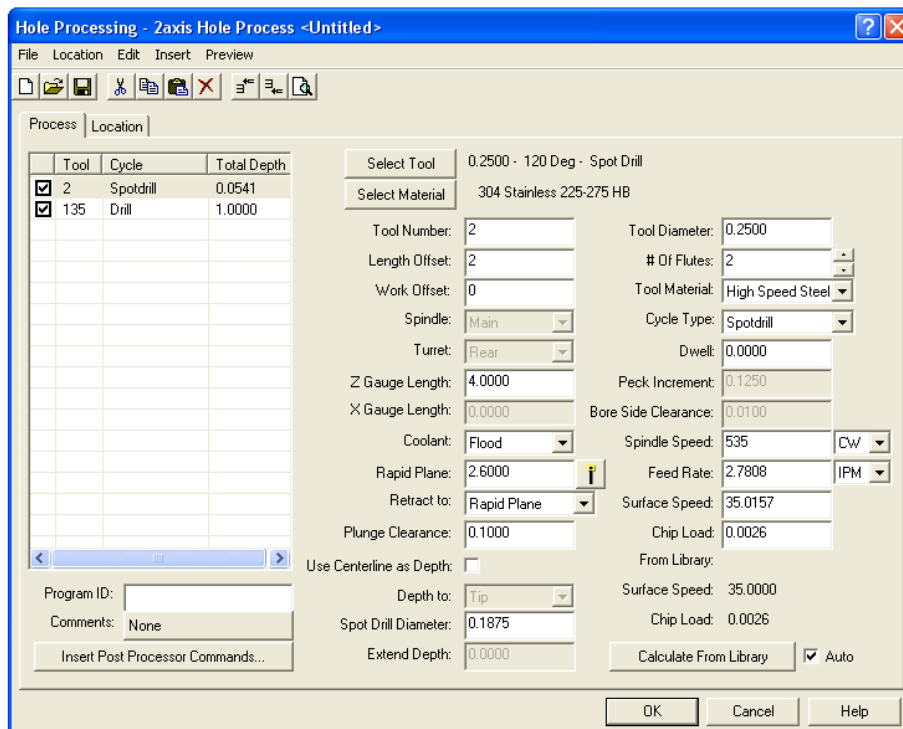 Hole Processing - 2axis Hole Process <Untitled>
File Location Edit Insert Preview
Process Location
Tool Cycle Total Depth
2 Spotdrill 0.0541
135 Drill 1.0000
Program ID:
Comments: None
Insert Post Processor Commands...
Select Tool 0.2500 - 120 Deg - Spot Drill
Select Material 304 Stainless 225-275 HB
Tool Number: 2
Length Offset: 2
Work Offset: 0
Spindle: Main
Turret: Rear
Z Gauge Length: 4.0000
X Gauge Length: 0.0000
Coolant: Flood
Rapid Plane: 2.6000
Retract to: Rapid Plane
Plunge Clearance: 0.1000
Use Centerline as Depth:
Depth to: Tip
Spot Drill Diameter: 0.1875
Extend Depth: 0.0000
Tool Diameter: 0.2500
# Of Flutes: 2
Tool Material: High Speed Steel
Cycle Type: Spotdrill
Dwell: 0.0000
Peck Increment: 0.1250
Bore Side Clearance: 0.0100
Spindle Speed: 535 CW
Feed Rate: 2.7808 IPM
Surface Speed: 35.0157
Chip Load: 0.0026
From Library:
Surface Speed: 35.0000
Chip Load: 0.0026
Calculate From Library Auto
OK Cancel Help